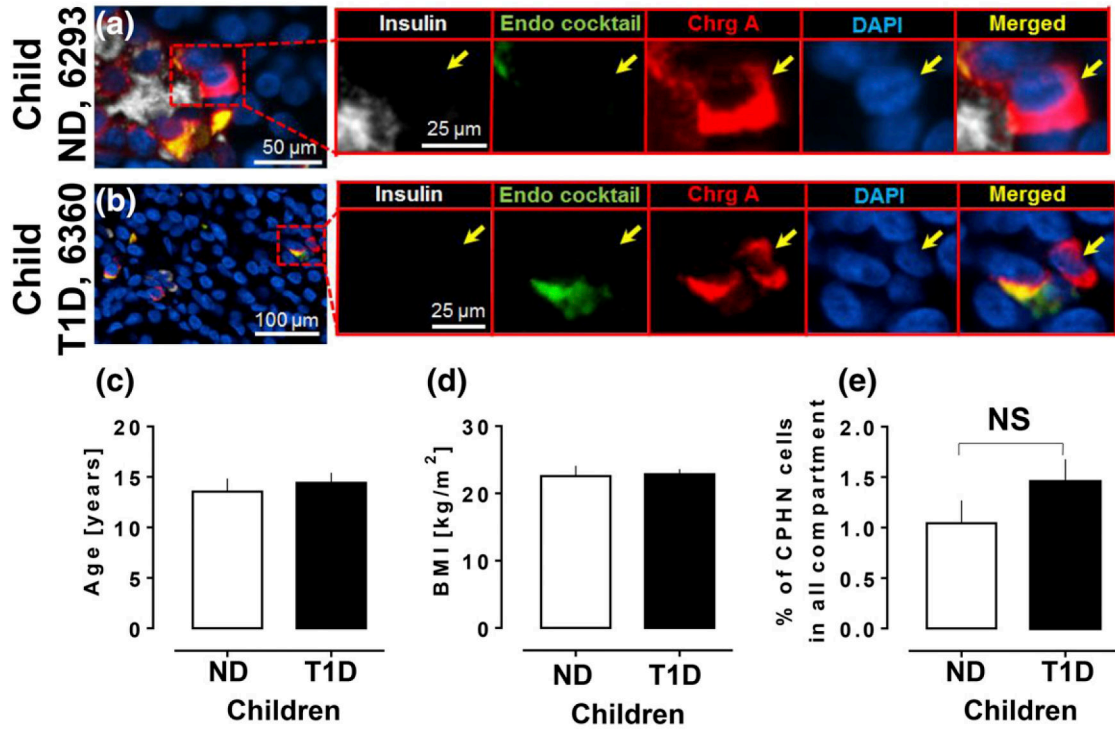 Child
ND, 6293
(a)
50 µm
Insulin
Endo cocktail
Chrg A
DAPI
Merged
25 µm
Child
T1D, 6360
(b)
100 µm
Insulin
Endo cocktail
Chrg A
DAPI
Merged
25 µm
(c)
Age [years]
20
15
10
5
0
ND
T1D
Children
(d)
BMI [kg/m²]
30
20
10
0
ND
T1D
Children
(e)
% of CPHN cells
in all compartment
2.0
1.5
1.0
0.5
0.0
NS
ND
T1D
Children